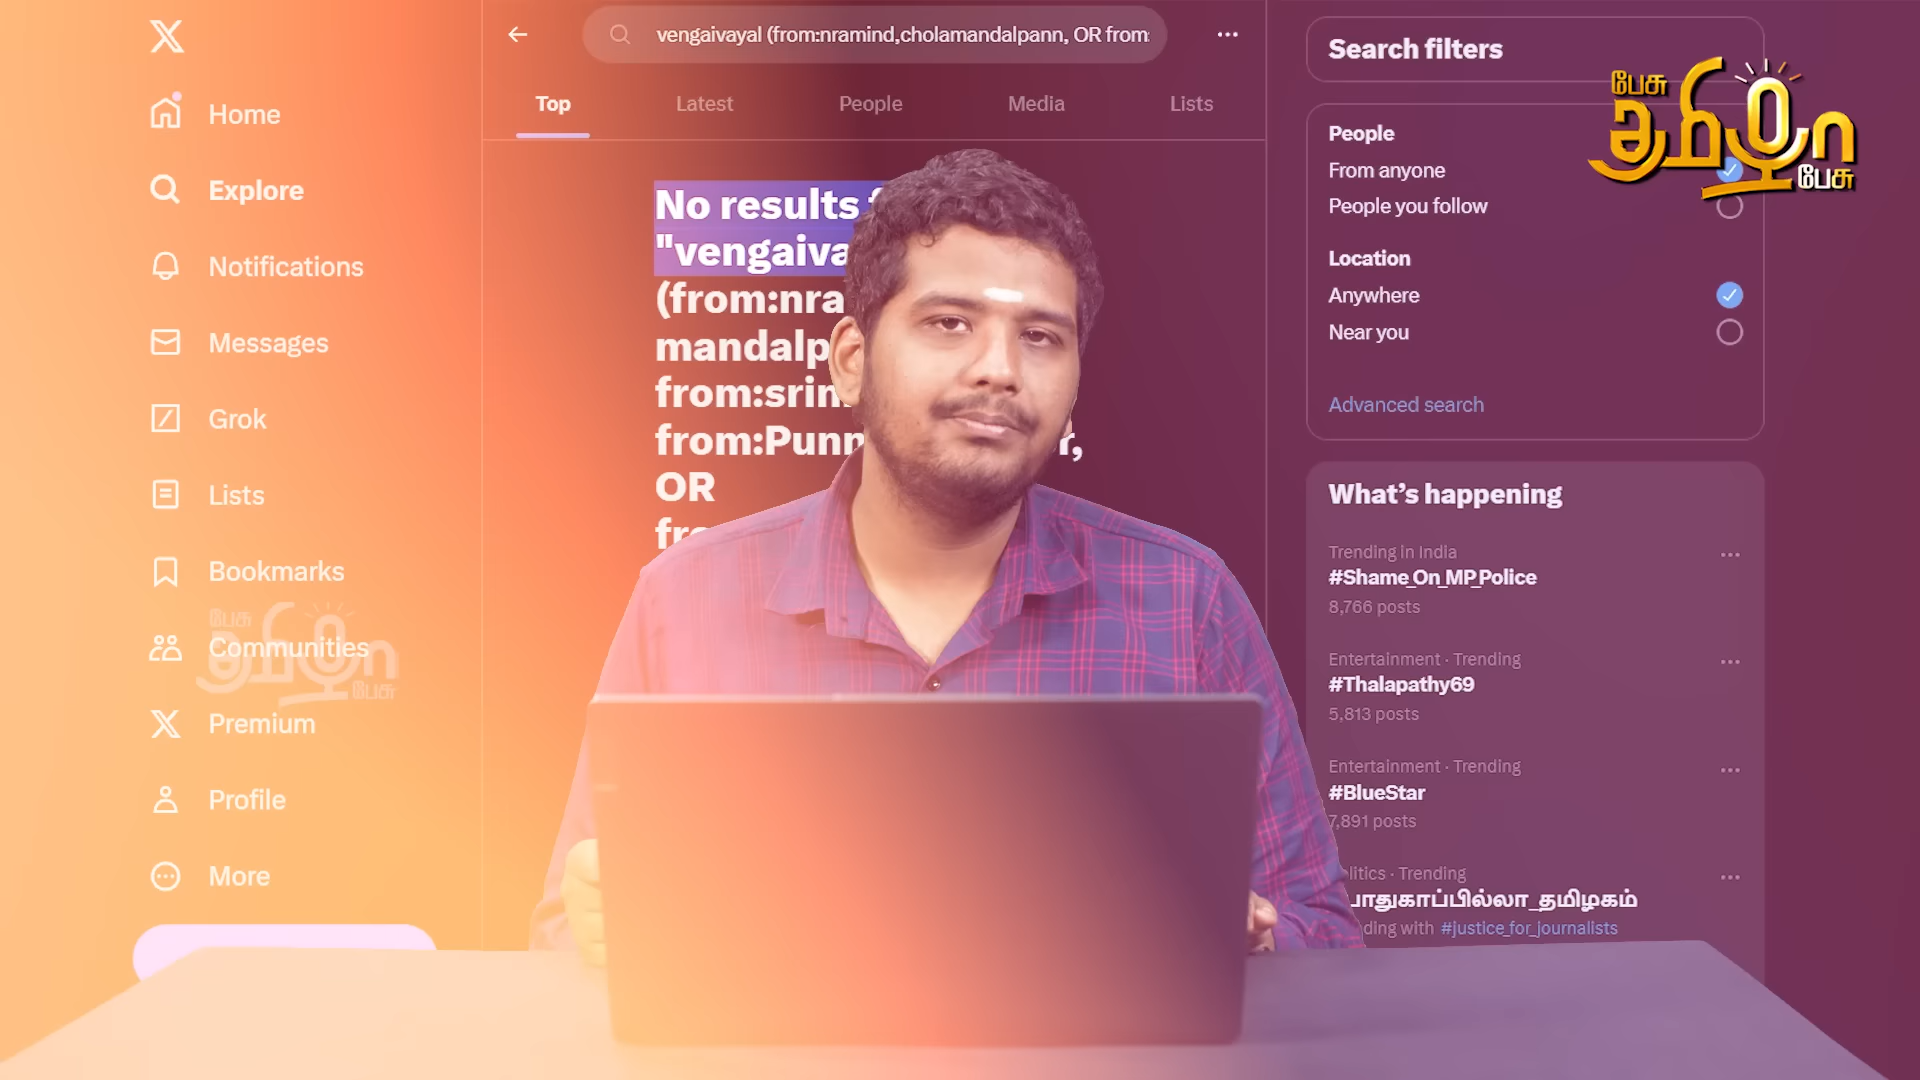 Home
Explore
Notifications
Messages
Grok
Lists
Bookmarks
Communities
Premium
Profile
More
பேசு
தமிழா
பேசு
vengaivayal (from:nramind,cholamandalpann, OR from:
Top
Latest
People
Media
Lists
No results
"vengaiva
(from:nra
mandalp
from:srin
from:Punn
r,
OR
Search filters
People
From anyone
People you follow
Location
Anywhere
Near you
Advanced search
What's happening
Trending in India
#Shame_On_MP_Police
8,766 posts
Entertainment · Trending
#Thalapathy69
5,813 posts
Entertainment · Trending
#BlueStar
7,891 posts
litics · Trending
பாதுகாப்பில்லா_தமிழகம்
ding with #justice_for_journalists
பேசு
தமிழா
பேசு